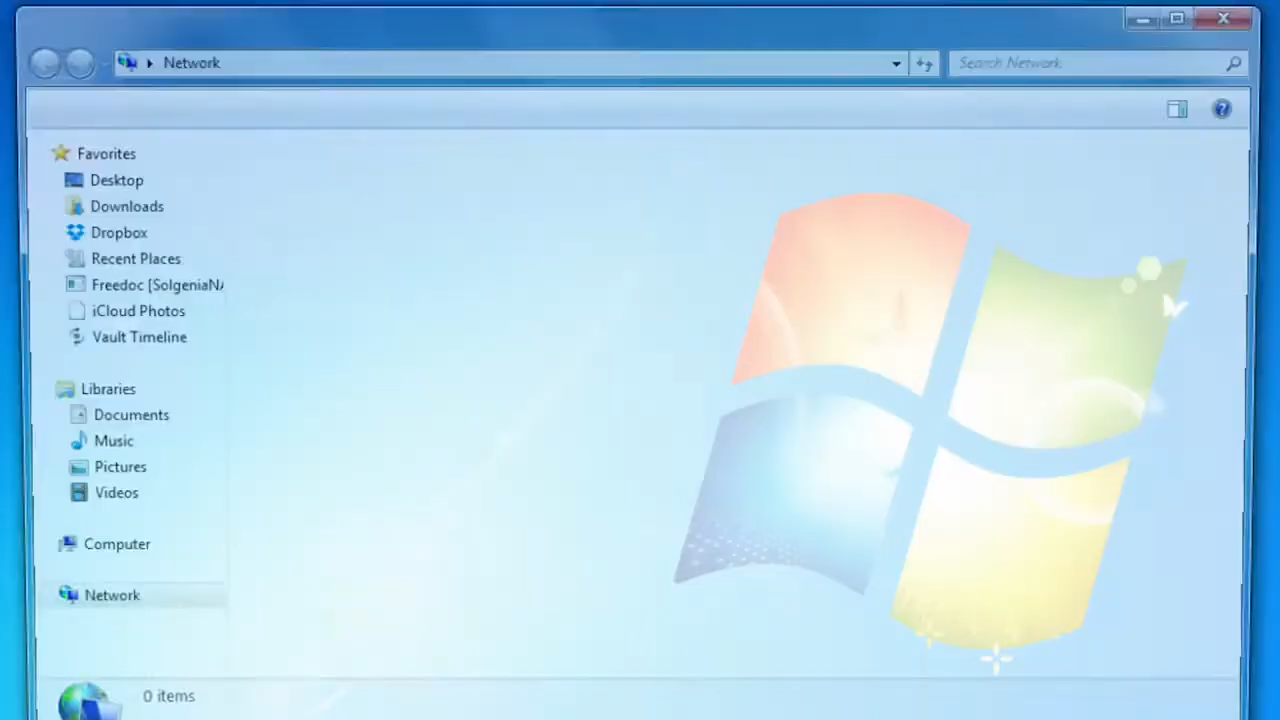 Network
Search Network
Favorites
Desktop
Downloads
Dropbox
Recent Places
Freedoc [SolgeniaNA
iCloud Photos
Vault Timeline
Libraries
Documents
Music
Pictures
Videos
Computer
Network
0 items